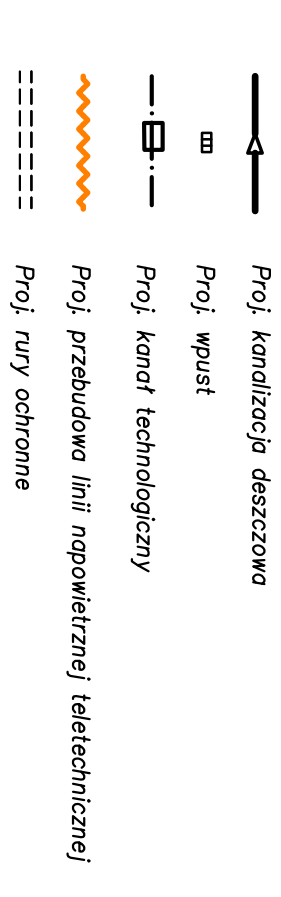 Proj. kanalizacja deszczowa
Proj. wpust
Proj. kanał technologiczny
Proj. przebudowa linii napowietrznej teletechnicznej
Proj. rury ochronne